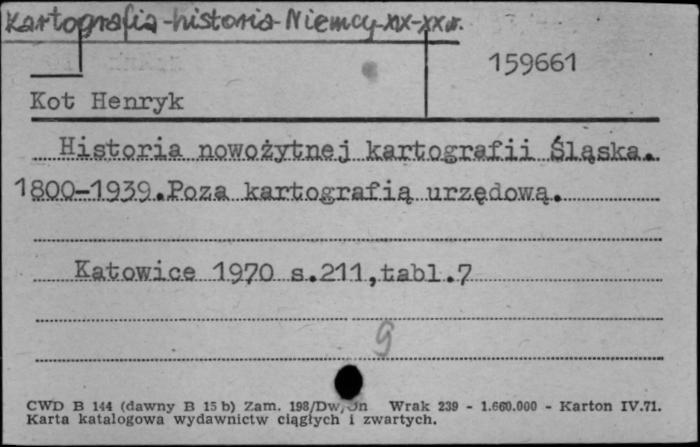 Kartografia-historia-Niemcy-XIX-XX w.
159661
Kot Henryk
Historia nowożytnej kartografii Śląska.
1800-1939.Poza kartografią urzędową.
Katowice 1970 s.211,tabl.7
9
CWD B 144 (dawny B 15 b) Zam. 198/Dw/Jn Wrak 239 - 1.660.000 - Karton IV.71.
Karta katalogowa wydawnictw ciągłych i zwartych.